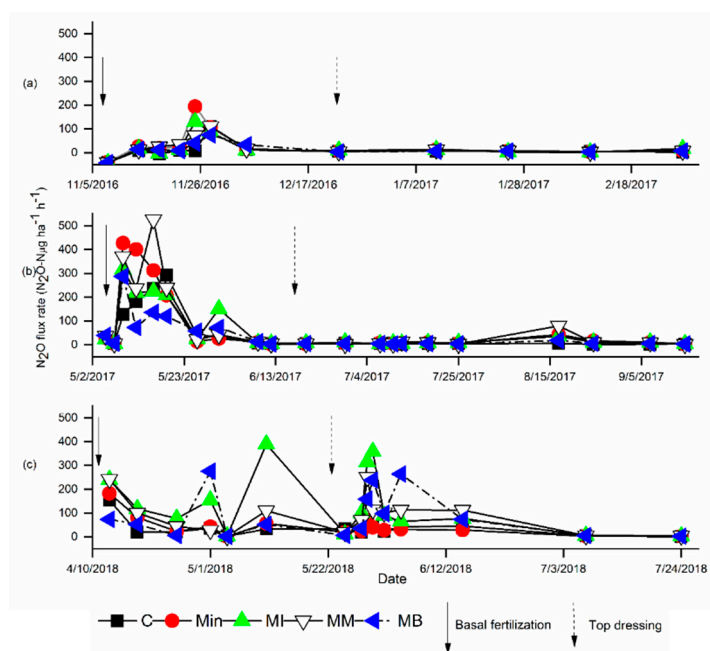 500
400
300
(a)
200
100
0
11/5/2016 11/26/2016 12/17/2016 1/7/2017 1/28/2017 2/18/2017
N2O flux rate (N2O-Nμg ha-1 h-1)
500
400
(b)
300
200
100
0
5/2/2017 5/23/2017 6/13/2017 7/4/2017 7/25/2017 8/15/2017 9/5/2017
500
400
(c)
300
200
100
0
4/10/2018 5/1/2018 5/22/2018 6/12/2018 7/3/2018 7/24/2018
Date
C Min MI MM MB Basal fertilization Top dressing